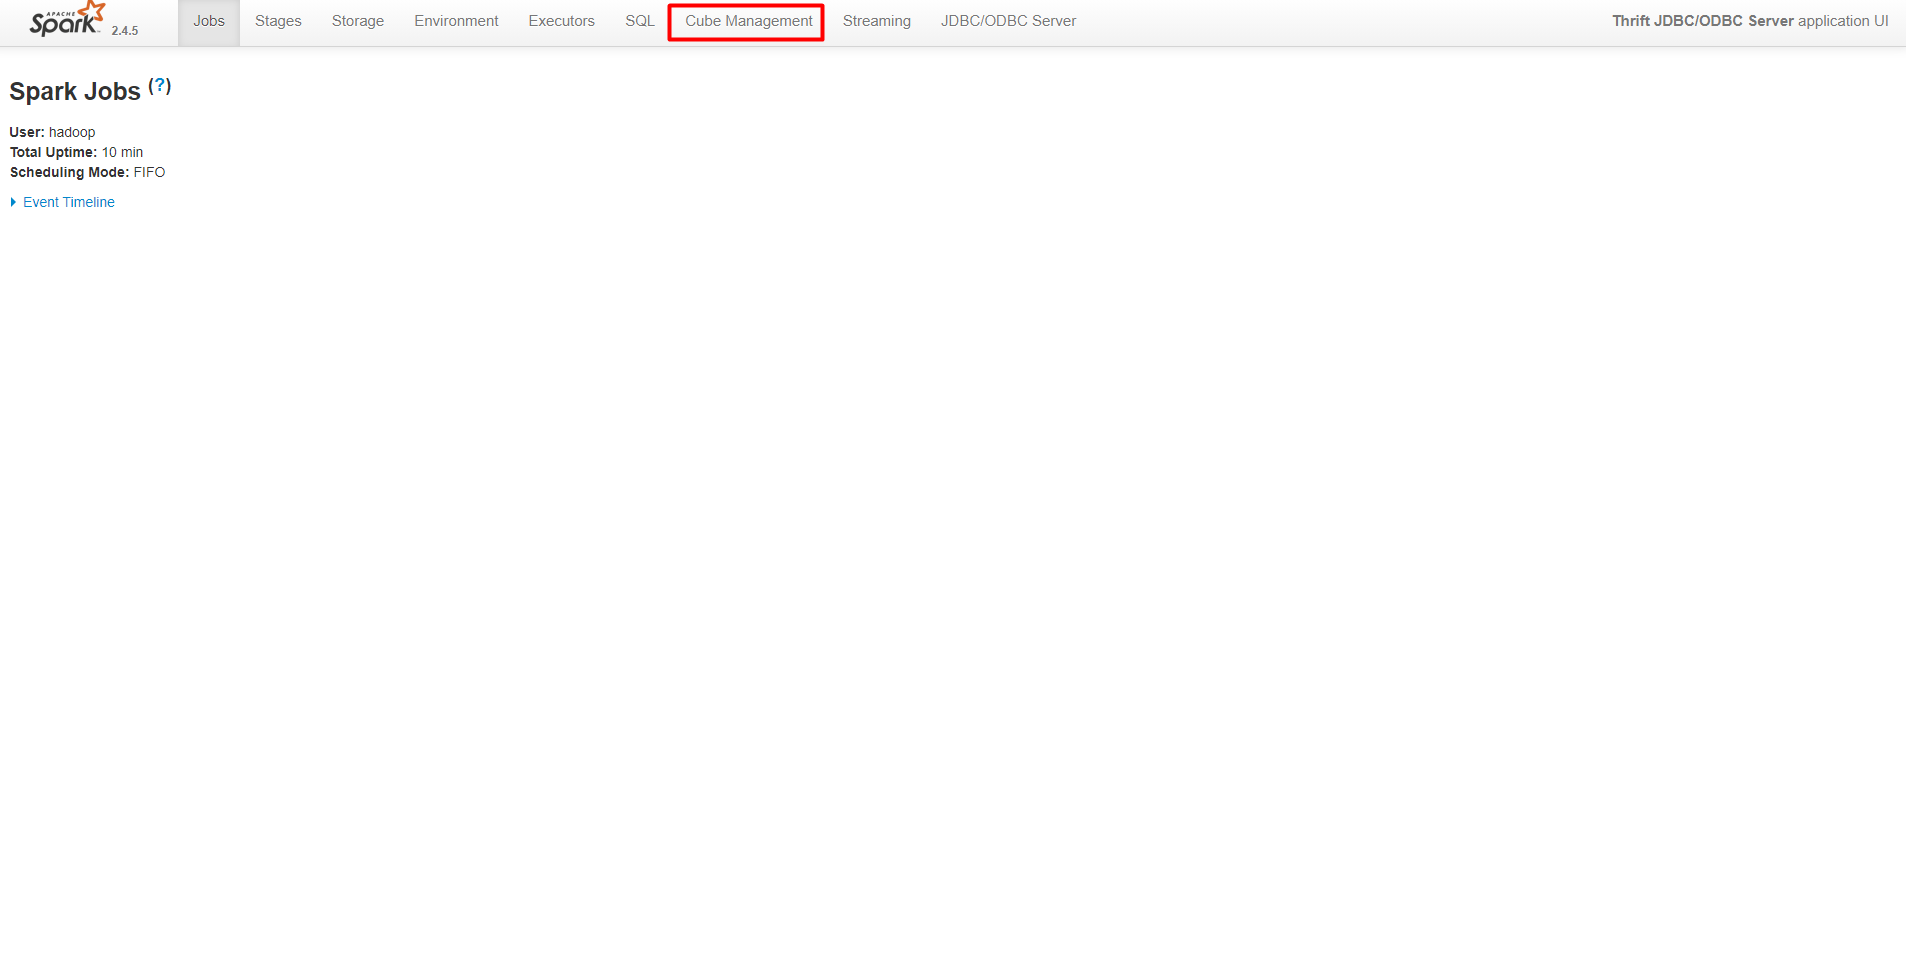 APACHE
Spark 2.4.5 Jobs Stages Storage Environment Executors SQL Cube Management Streaming JDBC/ODBC Server Thrift JDBC/ODBC Server application UI
Spark Jobs (?)
User: hadoop
Total Uptime: 10 min
Scheduling Mode: FIFO
Event Timeline